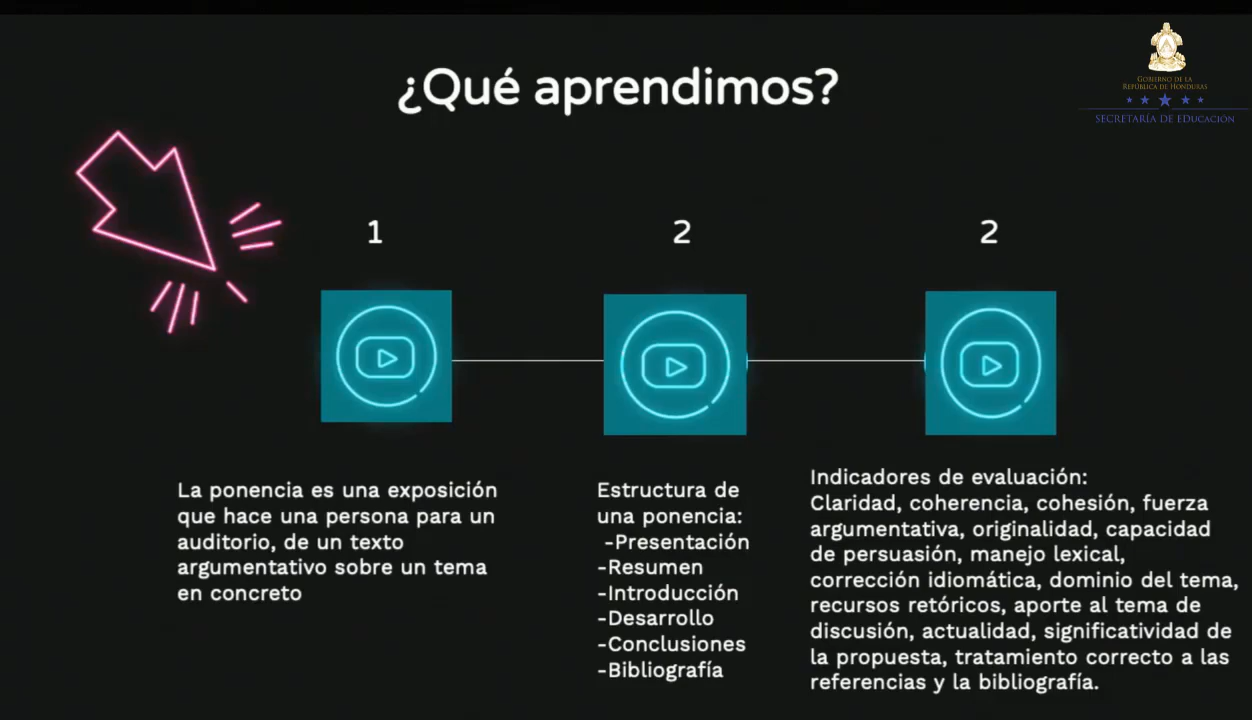 ¿Qué aprendimos?
GOBIERNO DE LA
REPÚBLICA DE HONDURAS
SECRETARÍA DE EDUCACIÓN
1
2
2
La ponencia es una exposición
que hace una persona para un
auditorio, de un texto
argumentativo sobre un tema
en concreto
Estructura de
una ponencia:
-Presentación
-Resumen
-Introducción
-Desarrollo
-Conclusiones
-Bibliografía
Indicadores de evaluación:
Claridad, coherencia, cohesión, fuerza
argumentativa, originalidad, capacidad
de persuasión, manejo lexical,
corrección idiomática, dominio del tema,
recursos retóricos, aporte al tema de
discusión, actualidad, significatividad de
la propuesta, tratamiento correcto a las
referencias y la bibliografía.